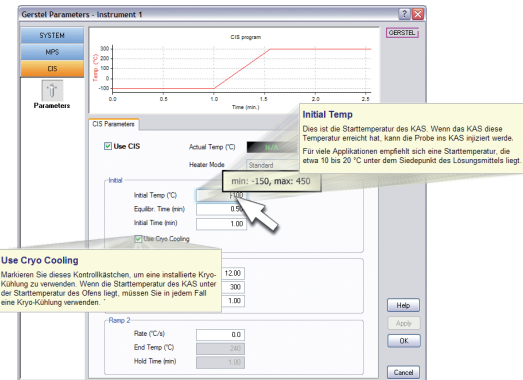 Gerstel Parameters - Instrument 1
SYSTEM
MPS
CIS
Parameters
GERSTEL
CIS program
Temp. (°C)
300
200
100
0
-100
0.0 0.5 1.0 1.5 2.0 2.5
Time (min.)
CIS Parameters
Use CIS
Actual Temp (°C)
N/A
Heater Mode
Standard
Initial Temp
Dies ist die Starttemperatur des KAS. Wenn das KAS diese
Temperatur erreicht hat, kann die Probe ins KAS injiziert werde.
Für viele Applikationen empfiehlt sich eine Starttemperatur, die
etwa 10 bis 20 °C unter dem Siedepunkt des Lösungsmittels liegt.
min: -150, max: 450
Initial
Initial Temp (°C)
Equilibr. Time (min) 0.50
Initial Time (min) 1.00
Use Cryo Cooling
Use Cryo Cooling
Markieren Sie dieses Kontrollkästchen, um eine installierte Kryo-
Kühlung zu verwenden. Wenn die Starttemperatur des KAS unter
der Starttemperatur des Ofens liegt, müssen Sie in jedem Fall
eine Kryo-Kühlung verwenden.
12.00
300
1.00
Ramp 2
Rate (°C/s) 0.0
End Temp (°C) 240
Hold Time (min) 1.00
Help
Apply
OK
Cancel